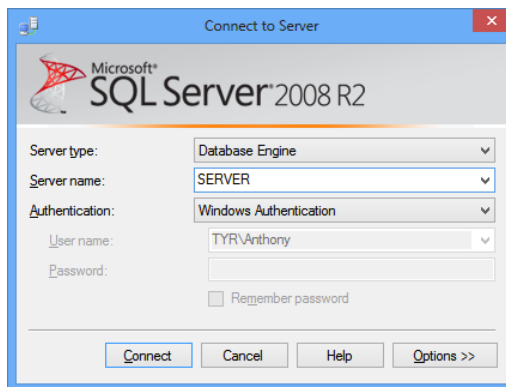 Connect to Server
Microsoft®
SQL Server® 2008 R2
Server type: Database Engine
Server name: SERVER
Authentication: Windows Authentication
User name: TYR\Anthony
Password:
Remember password
Connect Cancel Help Options >>